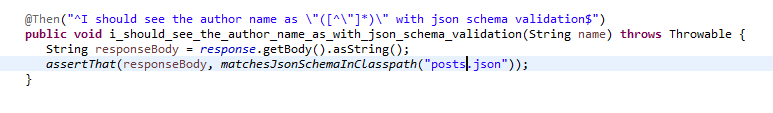 @Then("^I should see the author name as \"([^\"]*)\" with json schema validation$")
public void i_should_see_the_author_name_as_with_json_schema_validation(String name) throws Throwable {
String responseBody = response.getBody().asString();
assertThat(responseBody, matchesJsonSchemaInClasspath("posts.json"));
}